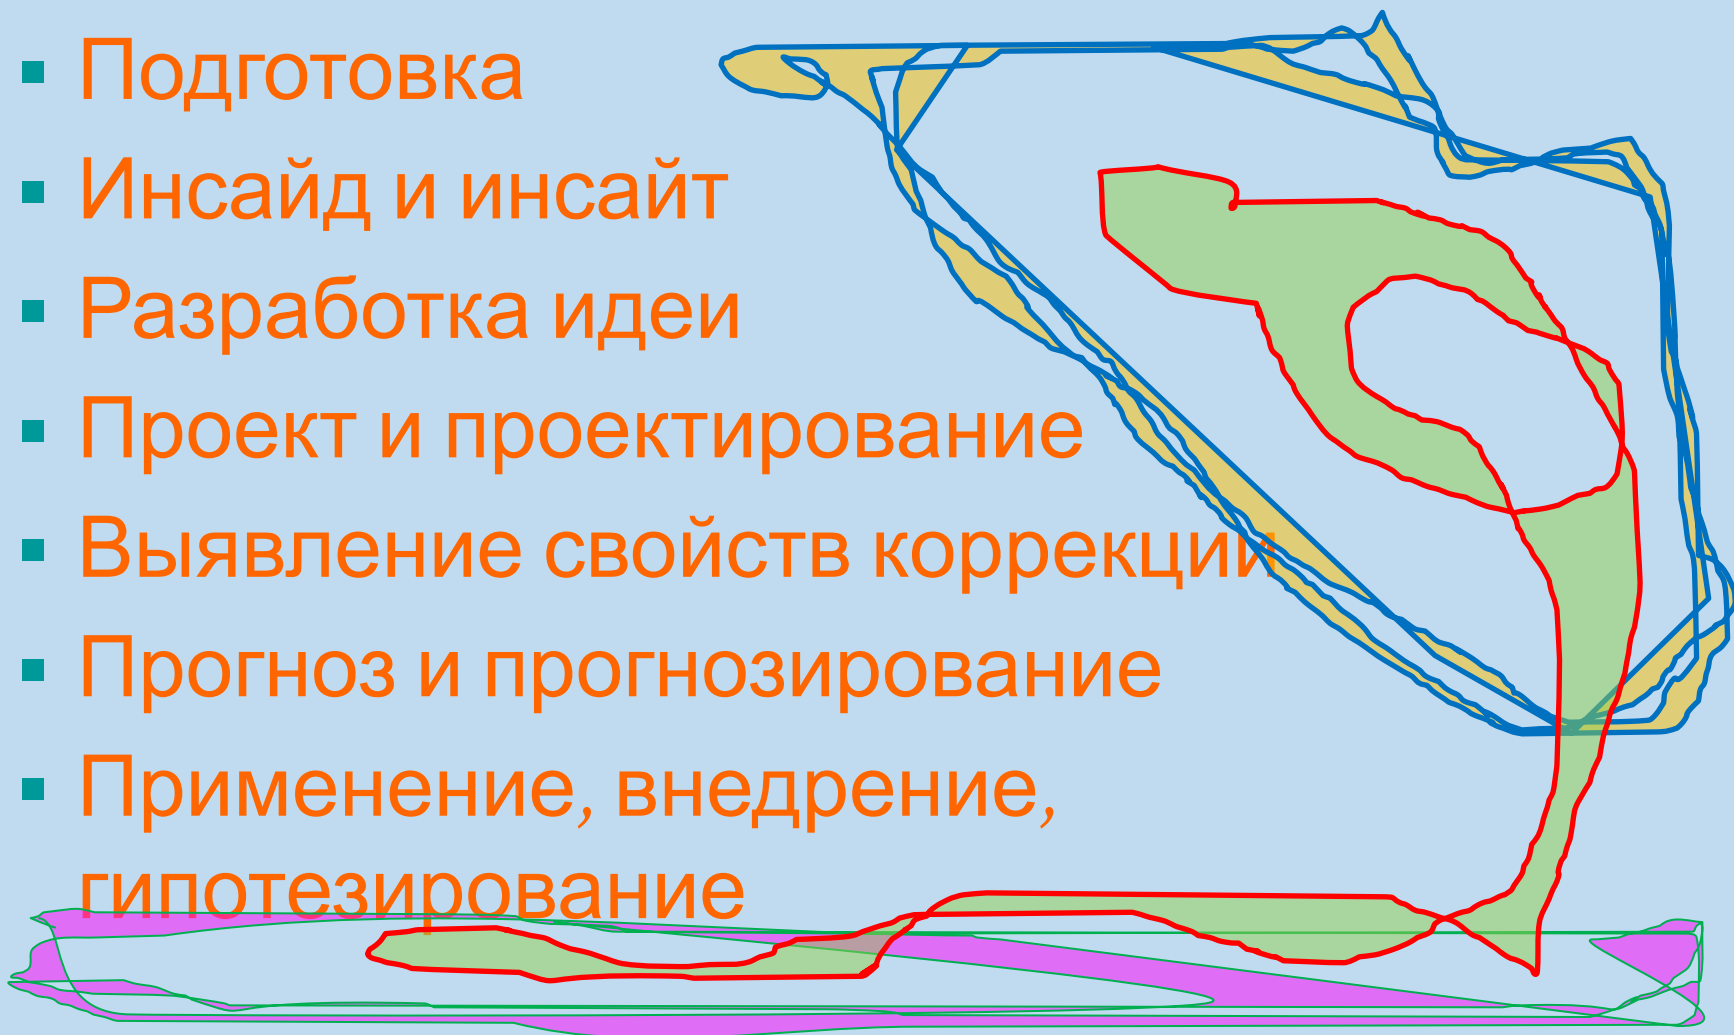 Подготовка
Инсайд и инсайт
Разработка идеи
Проект и проектирование
Выявление свойств коррекции
Прогноз и прогнозирование
Применение, внедрение,
гипотезирование